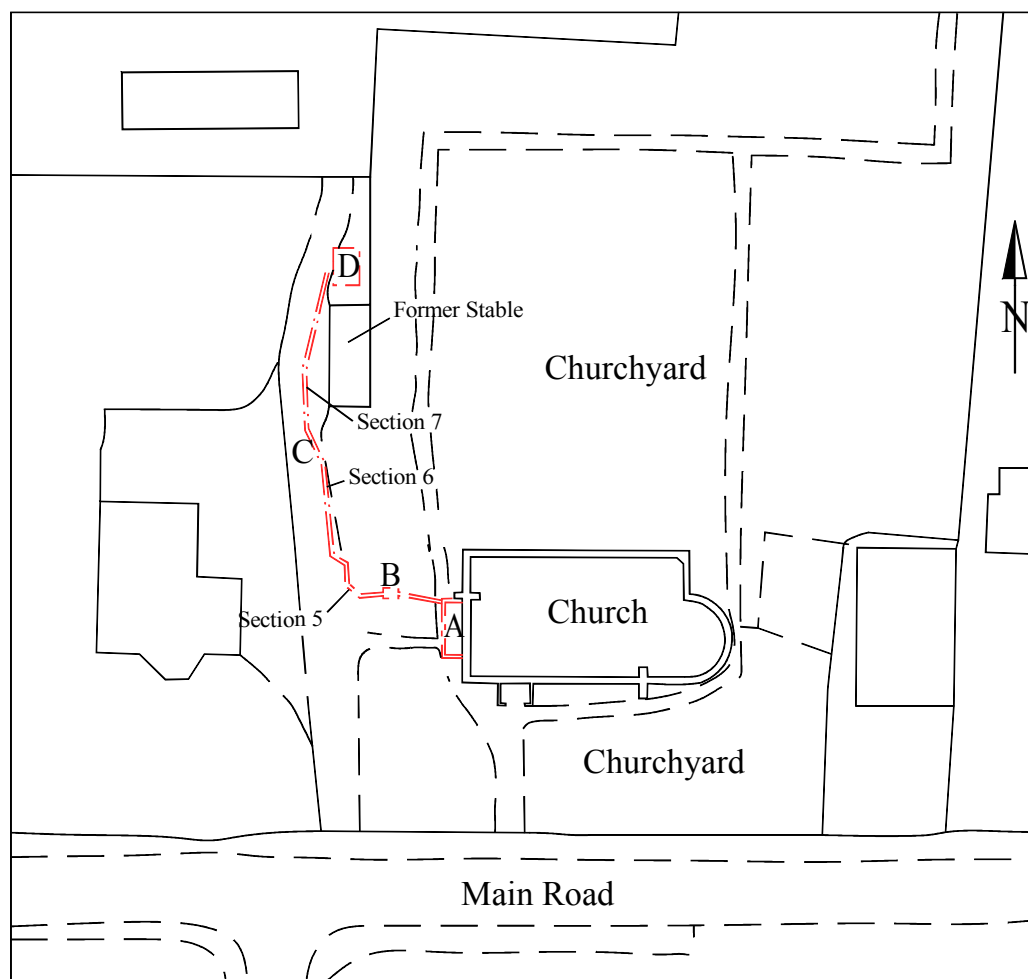 D
Former Stable
N
Churchyard
Section 7
C
Section 6
B
Section 5
A
Church
Churchyard
Main Road